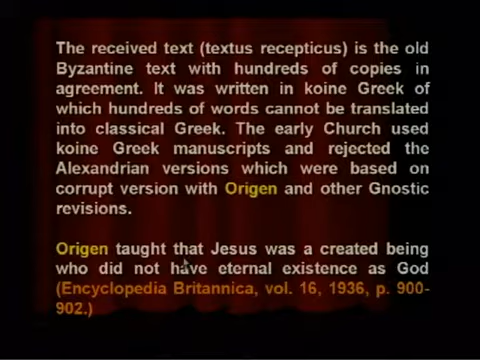 The received text (textus recepticus) is the old
Byzantine text with hundreds of copies in
agreement. It was written in koine Greek of
which hundreds of words cannot be translated
into classical Greek. The early Church used
koine Greek manuscripts and rejected the
Alexandrian versions which were based on
corrupt version with Origen and other Gnostic
revisions.
Origen taught that Jesus was a created being
who did not have eternal existence as God
(Encyclopedia Britannica, vol. 16, 1936, p. 900-
902.)